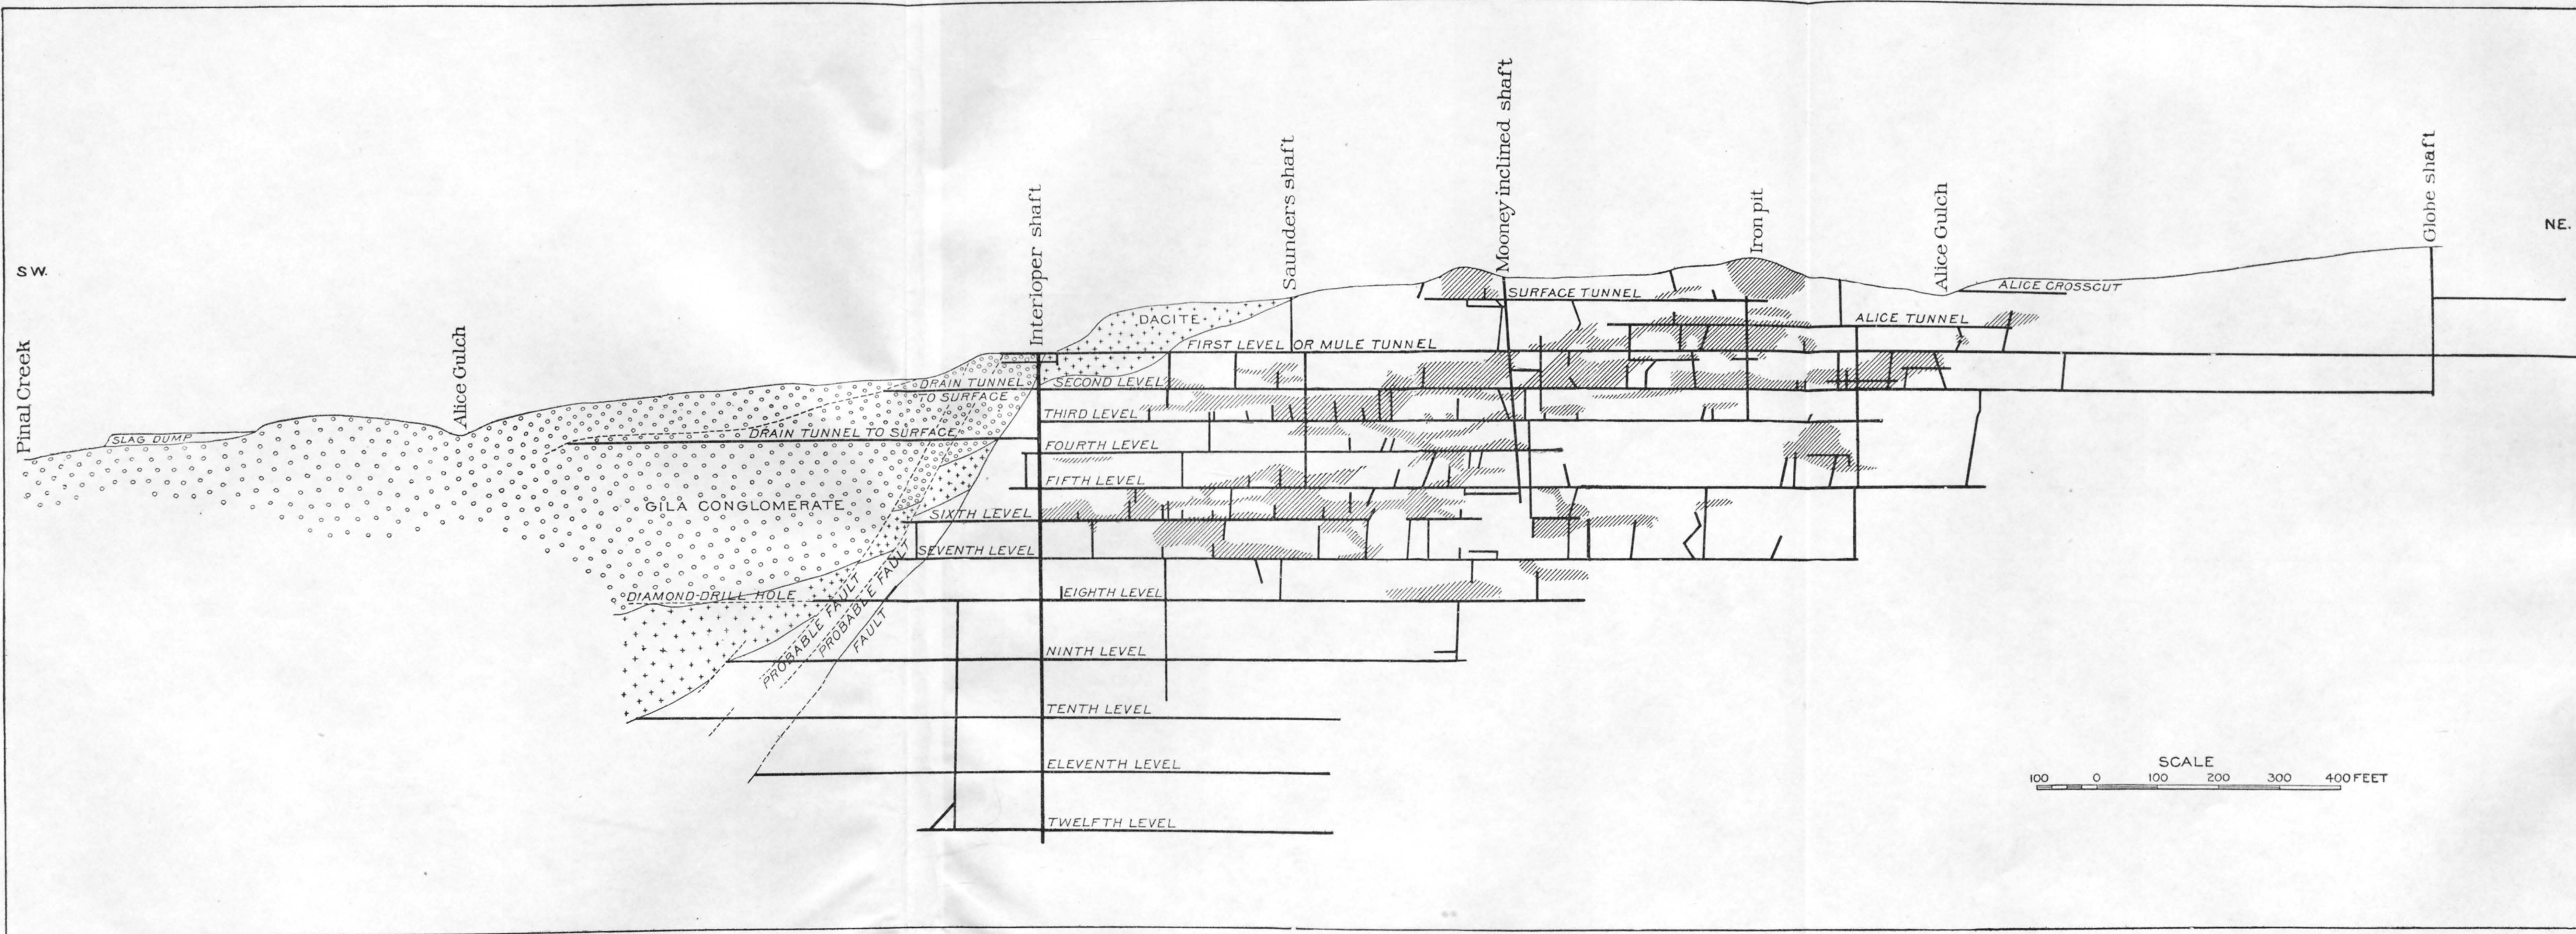 SW.
NE.
Pinal Creek
Alice Gulch
Interloper shaft
Saunders shaft
Mooney inclined shaft
Iron pit
Alice Gulch
Globe shaft
SURFACE TUNNEL
ALICE CROSSCUT
DACITE
ALICE TUNNEL
FIRST LEVEL OR MULE TUNNEL
DRAIN TUNNEL
TO SURFACE
SECOND LEVEL
THIRD LEVEL
SLAG DUMP
DRAIN TUNNEL TO SURFACE
FOURTH LEVEL
FIFTH LEVEL
GILA CONGLOMERATE
SIXTH LEVEL
SEVENTH LEVEL
DIAMOND-DRILL HOLE
EIGHTH LEVEL
PROBABLE FAULT
PROBABLE FAULT
FAULT
NINTH LEVEL
TENTH LEVEL
ELEVENTH LEVEL
TWELFTH LEVEL
SCALE
100 0 100 200 300 400 FEET